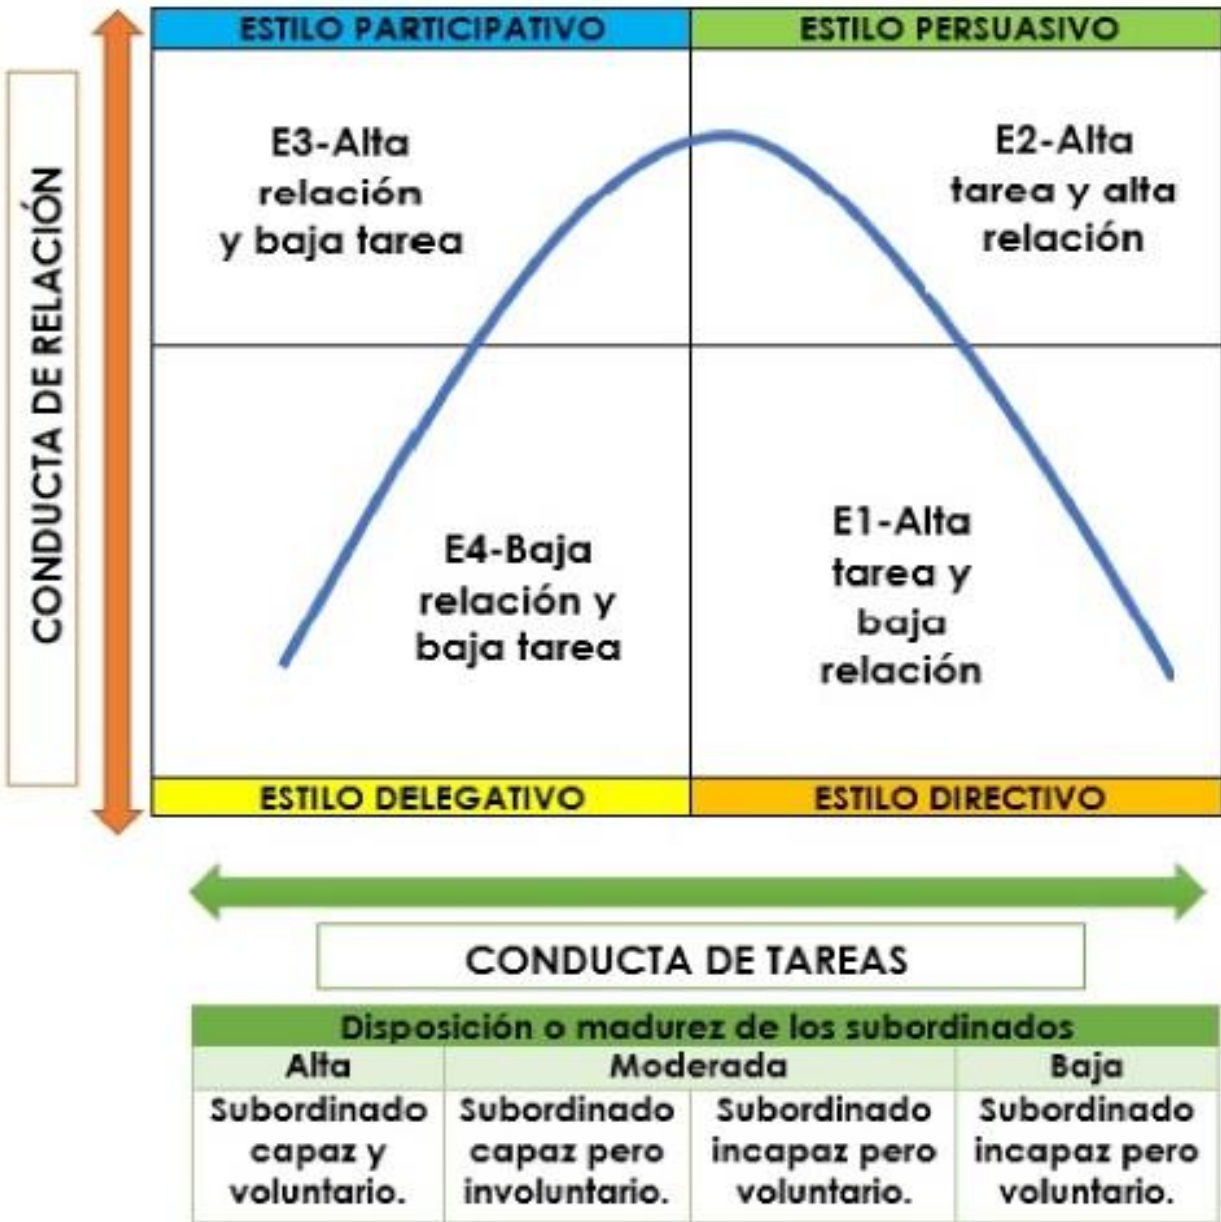 ESTILO PARTICIPATIVO
ESTILO PERSUASIVO
E3-Alta
relación
y baja tarea
E2-Alta
tarea y alta
relación
CONDUCTA DE RELACIÓN
E4-Baja
relación y
baja tarea
E1-Alta
tarea y
baja
relación
ESTILO DELEGATIVO
ESTILO DIRECTIVO
CONDUCTA DE TAREAS
Disposición o madurez de los subordinados
Alta
Moderada
Baja
Subordinado
capaz y
voluntario.
Subordinado
capaz pero
involuntario.
Subordinado
incapaz pero
voluntario.
Subordinado
incapaz pero
voluntario.